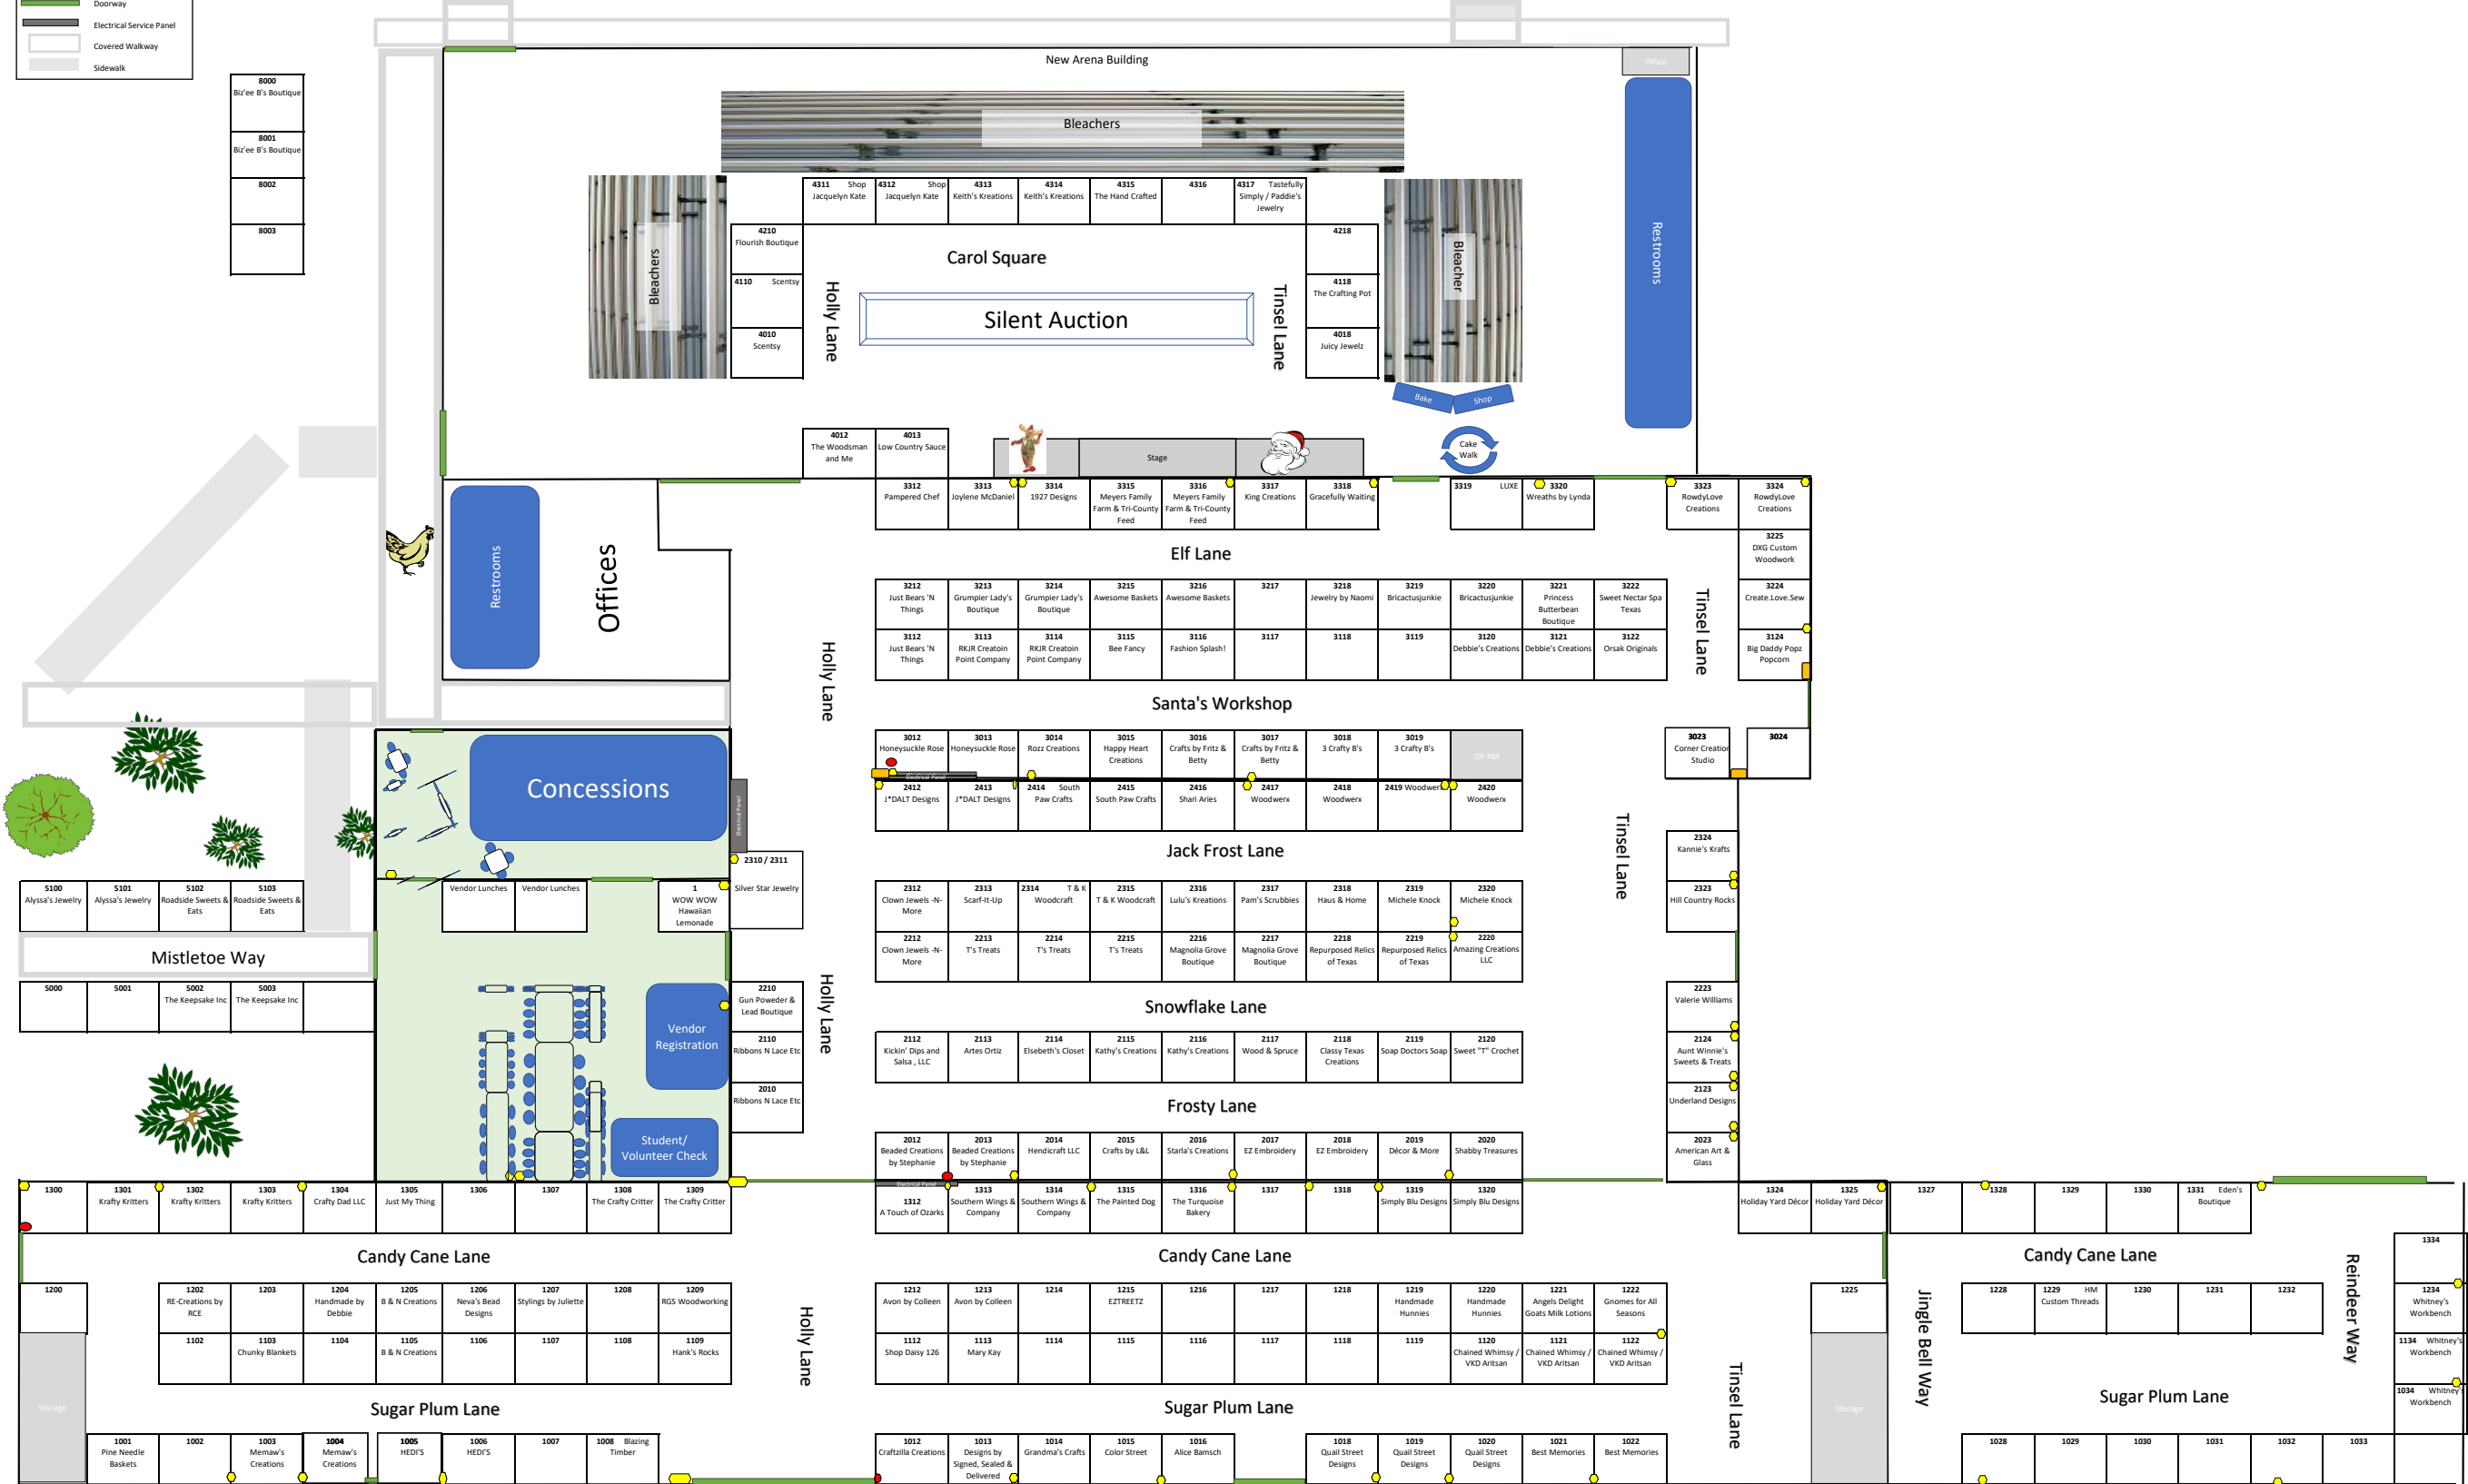 Doorway
Electrical Service Panel
Covered Walkway
Sidewalk
8000
Biz'ee B's Boutique
8001
Biz'ee B's Boutique
8002
8003
New Arena Building
Office
Restrooms
Bleachers
Bleachers
Bleacher
4311 Shop
Jacquelyn Kate
4312 Shop
Jacquelyn Kate
4313
Keith's Kreations
4314
Keith's Kreations
4315
The Hand Crafted
4316
4317 Tastefully
Simply / Paddie's
Jewelry
4210
Flourish Boutique
4110 Scentsy
4010
Scentsy
Carol Square
Silent Auction
Holly Lane
Tinsel Lane
4218
4118
The Crafting Pot
4018
Juicy Jewelz
Bake
Shop
Cake
Walk
4012
The Woodsman
and Me
4013
Low Country Sauce
Stage
Restrooms
Offices
3312
Pampered Chef
3313
Joylene McDaniel
3314
1927 Designs
3315
Meyers Family
Farm & Tri-County
Feed
3316
Meyers Family
Farm & Tri-County
Feed
3317
King Creations
3318
Gracefully Waiting
3319 LUXE
3320
Wreaths by Lynda
3323
RowdyLove
Creations
3324
RowdyLove
Creations
Elf Lane
3225
DXG Custom
Woodwork
3224
Create.Love.Sew
3124
Big Daddy Popz
Popcorn
3212
Just Bears 'N
Things
3213
Grumpier Lady's
Boutique
3214
Grumpier Lady's
Boutique
3215
Awesome Baskets
3216
Awesome Baskets
3217
3218
Jewelry by Naomi
3219
Bricactusjunkie
3220
Bricactusjunkie
3221
Princess
Butterbean
Boutique
3222
Sweet Nectar Spa
Texas
3112
Just Bears 'N
Things
3113
RKJR Creatoin
Point Company
3114
RKJR Creatoin
Point Company
3115
Bee Fancy
3116
Fashion Splash!
3117
3118
3119
3120
Debbie's Creations
3121
Debbie's Creations
3122
Orsak Originals
Tinsel Lane
Holly Lane
Santa's Workshop
3012
Honeysuckle Rose
3013
Honeysuckle Rose
3014
Rozz Creations
3015
Happy Heart
Creations
3016
Crafts by Fritz &
Betty
3017
Crafts by Fritz &
Betty
3018
3 Crafty B's
3019
3 Crafty B's
IDF RM
3023
Corner Creation
Studio
3024
Electrical Panel
2412
J*DALT Designs
2413
J*DALT Designs
2414 South
Paw Crafts
2415
South Paw Crafts
2416
Shari Aries
2417
Woodwerx
2418
Woodwerx
2419 Woodwerx
2420
Woodwerx
Concessions
Electrical Panel
2310 / 2311
Silver Star Jewelry
Jack Frost Lane
Tinsel Lane
2324
Kannie's Krafts
2323
Hill Country Rocks
5100
Alyssa's Jewelry
5101
Alyssa's Jewelry
5102
Roadside Sweets &
Eats
5103
Roadside Sweets &
Eats
Vendor Lunches
Vendor Lunches
1
WOW WOW
Hawaiian
Lemonade
2312
Clown Jewels -N-
More
2313
Scarf-It-Up
2314 T & K
Woodcraft
2315
T & K Woodcraft
2316
Lulu's Kreations
2317
Pam's Scrubbies
2318
Haus & Home
2319
Michele Knock
2320
Michele Knock
2212
Clown Jewels -N-
More
2213
T's Treats
2214
T's Treats
2215
T's Treats
2216
Magnolia Grove
Boutique
2217
Magnolia Grove
Boutique
2218
Repurposed Relics
of Texas
2219
Repurposed Relics
of Texas
2220
Amazing Creations
LLC
Mistletoe Way
5000
5001
5002
The Keepsake Inc
5003
The Keepsake Inc
Vendor
Registration
Student/
Volunteer Check
2210
Gun Poweder &
Lead Boutique
2110
Ribbons N Lace Etc
2010
Ribbons N Lace Etc
Holly Lane
Snowflake Lane
2223
Valerie Williams
2124
Aunt Winnie's
Sweets & Treats
2123
Underland Designs
2023
American Art &
Glass
2112
Kickin' Dips and
Salsa , LLC
2113
Artes Ortiz
2114
Elsebeth's Closet
2115
Kathy's Creations
2116
Kathy's Creations
2117
Wood & Spruce
2118
Classy Texas
Creations
2119
Soap Doctors Soap
2120
Sweet "T" Crochet
Frosty Lane
2012
Beaded Creations
by Stephanie
2013
Beaded Creations
by Stephanie
2014
Hendicraft LLC
2015
Crafts by L&L
2016
Starla's Creations
2017
EZ Embroidery
2018
EZ Embroidery
2019
Décor & More
2020
Shabby Treasures
1300
1301
Krafty Kritters
1302
Krafty Kritters
1303
Krafty Kritters
1304
Crafty Dad LLC
1305
Just My Thing
1306
1307
1308
The Crafty Critter
1309
The Crafty Critter
Electrical Panel
1312
A Touch of Ozarks
1313
Southern Wings &
Company
1314
Southern Wings &
Company
1315
The Painted Dog
1316
The Turquoise
Bakery
1317
1318
1319
Simply Blu Designs
1320
Simply Blu Designs
1324
Holiday Yard Décor
1325
Holiday Yard Décor
1327
1328
1329
1330
1331 Eden's
Boutique
Candy Cane Lane
Candy Cane Lane
Candy Cane Lane
1334
1234
Whitney's
Workbench
1134 Whitney's
Workbench
1034 Whitney's
Workbench
1200
1202
RE-Creations by
RCE
1203
1204
Handmade by
Debbie
1205
B & N Creations
1206
Neva's Bead
Designs
1207
Stylings by Juliette
1208
1209
RGS Woodworking
1212
Avon by Colleen
1213
Avon by Colleen
1214
1215
EZTREETZ
1216
1217
1218
1219
Handmade
Hunnies
1220
Handmade
Hunnies
1221
Angels Delight
Goats Milk Lotions
1222
Gnomes for All
Seasons
1225
1228
1229 HM
Custom Threads
1230
1231
1232
1102
1103
Chunky Blankets
1104
1105
B & N Creations
1106
1107
1108
1109
Hank's Rocks
1112
Shop Daisy 126
1113
Mary Kay
1114
1115
1116
1117
1118
1119
1120
Chained Whimsy /
VKD Aritsan
1121
Chained Whimsy /
VKD Aritsan
1122
Chained Whimsy /
VKD Aritsan
Holly Lane
Tinsel Lane
Jingle Bell Way
Reindeer Way
Storage
Storage
Sugar Plum Lane
Sugar Plum Lane
Sugar Plum Lane
1001
Pine Needle
Baskets
1002
1003
Memaw's
Creations
1004
Memaw's
Creations
1005
HEDI'S
1006
HEDI'S
1007
1008 Blazing
Timber
1012
Craftzilla Creations
1013
Designs by
Signed, Sealed &
Delivered
1014
Grandma's Crafts
1015
Color Street
1016
Alice Bamsch
1018
Quail Street
Designs
1019
Quail Street
Designs
1020
Quail Street
Designs
1021
Best Memories
1022
Best Memories
1028
1029
1030
1031
1032
1033